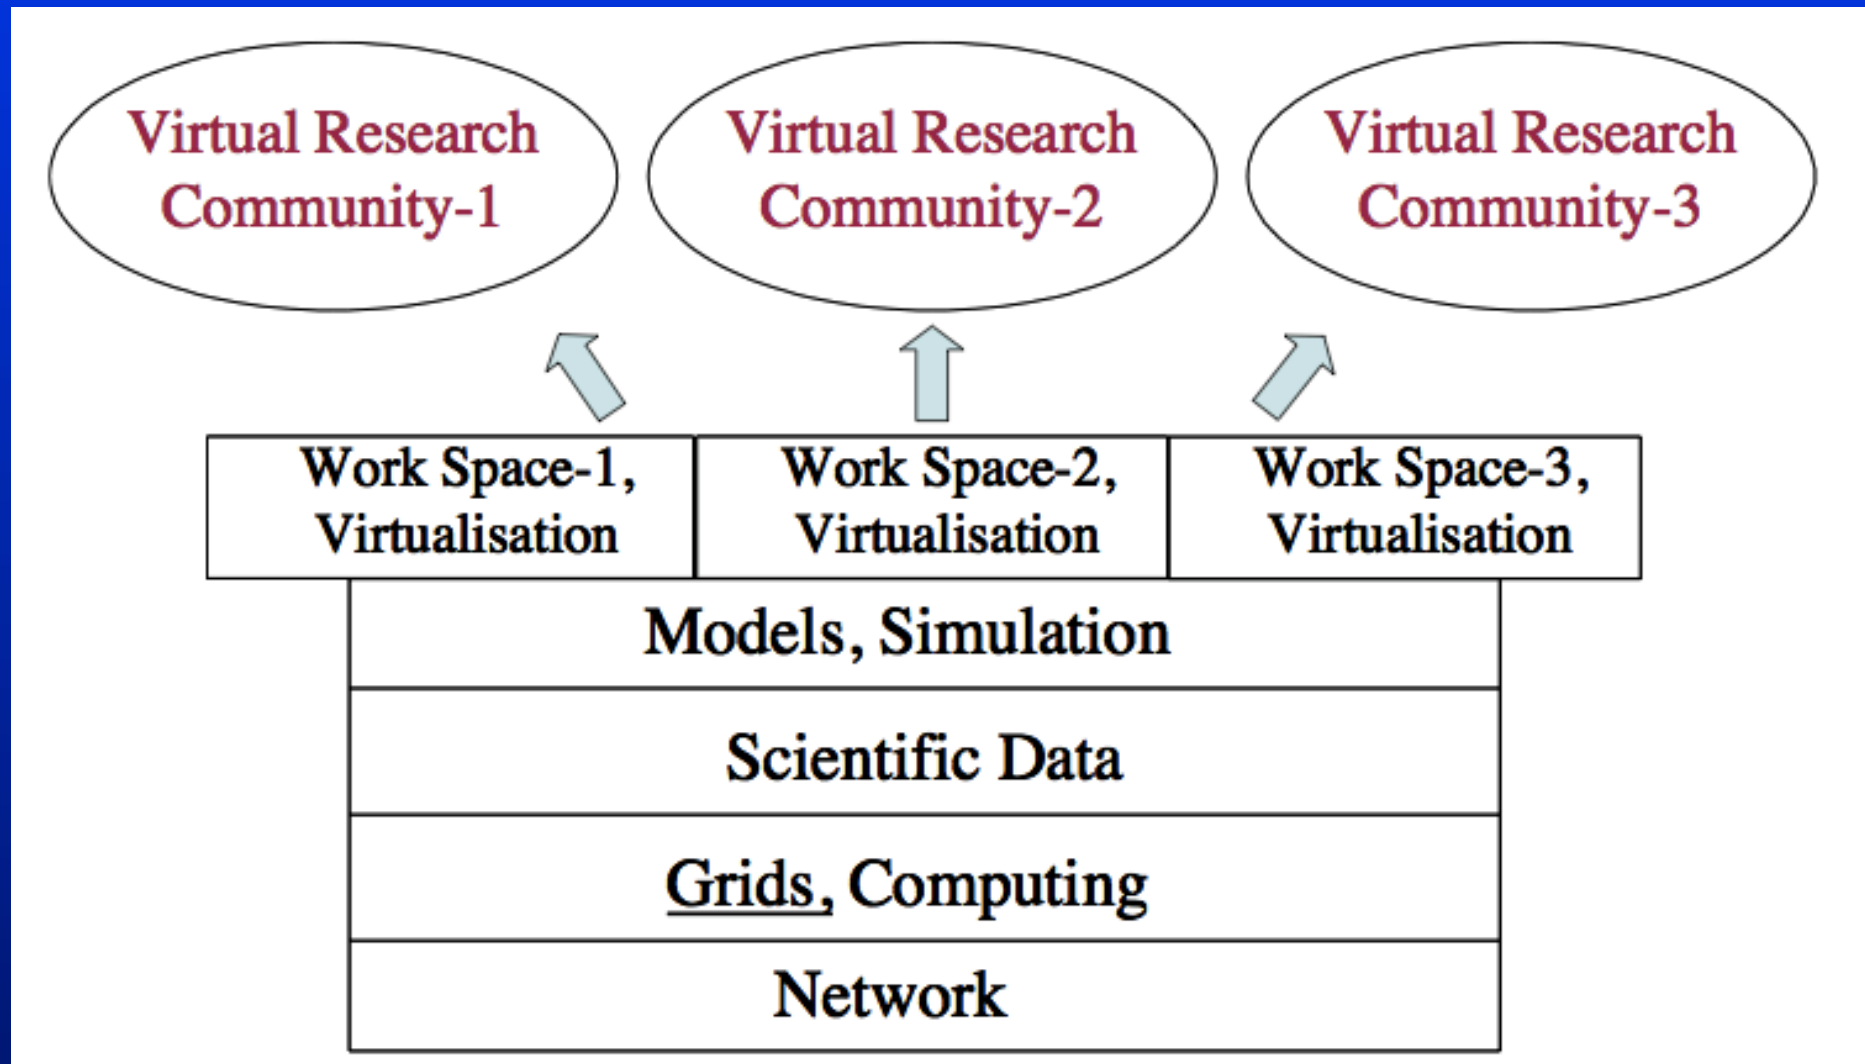 Virtual Research
Community-1
Virtual Research
Community-2
Virtual Research
Community-3
Work Space-1,
Virtualisation
Work Space-2,
Virtualisation
Work Space-3,
Virtualisation
Models, Simulation
Scientific Data
Grids, Computing
Network